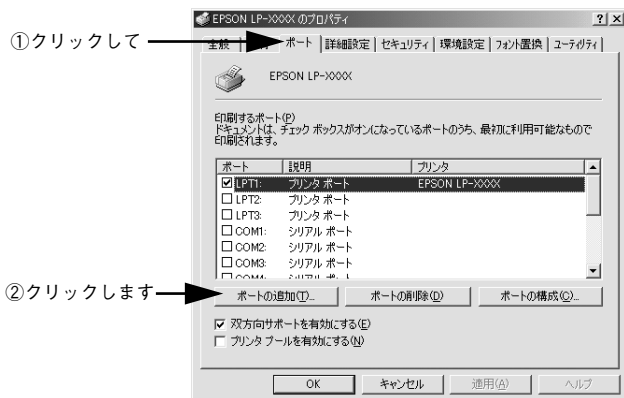 EPSON LP-XXXX のプロパティ
①クリックして
全般
ポート
詳細設定
セキュリティ
環境設定
フォント置換
ユーティリティ
EPSON LP-XXXX
印刷するポート(P)
ドキュメントは、チェック ボックスがオンになっているポートのうち、最初に利用可能なもので
印刷されます。
ポート 説明 プリンタ
LPT1: プリンタ ポート EPSON LP-XXXX
LPT2: プリンタ ポート
LPT3: プリンタ ポート
COM1: シリアル ポート
COM2: シリアル ポート
COM3: シリアル ポート
COM4: シリアル ポート
②クリックします
ポートの追加(T)... ポートの削除(D) ポートの構成(C)...
双方向サポートを有効にする(E)
プリンタ プールを有効にする(N)
OK キャンセル 適用(A) ヘルプ